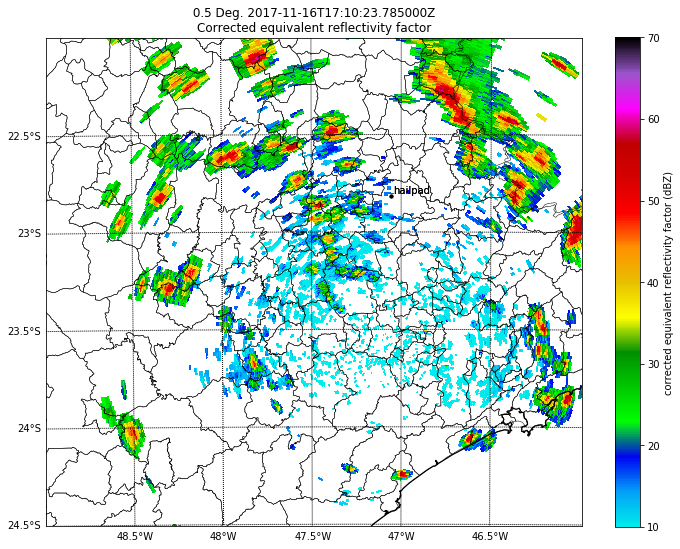 0.5 Deg. 2017-11-16T17:10:23.785000Z
Corrected equivalent reflectivity factor
22.5°S
23°S
23.5°S
24°S
24.5°S
48.5°W
48°W
47.5°W
47°W
46.5°W
hailpad
70
60
50
40
30
20
10
corrected equivalent reflectivity factor (dBZ)